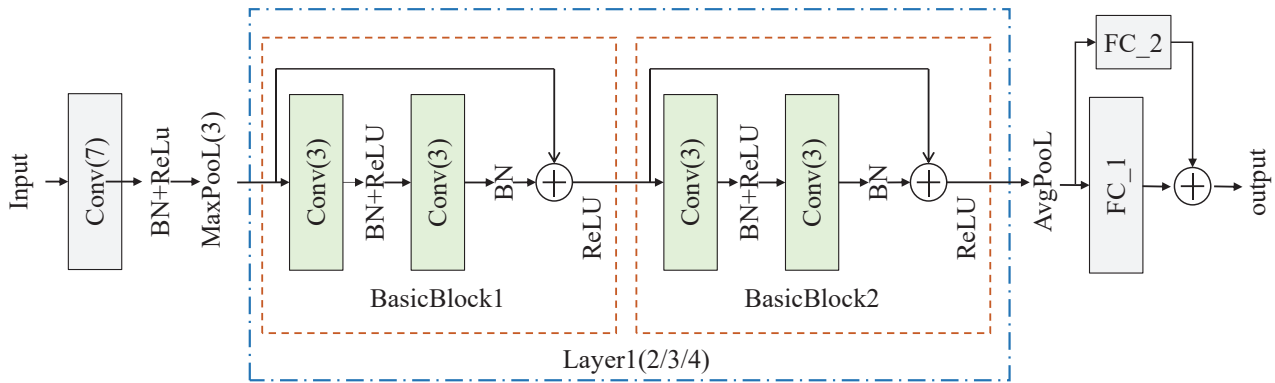 Input
Conv(7)
BN+ReLu
MaxPooL(3)
Conv(3)
BN+ReLU
Conv(3)
BN
ReLU
BasicBlock1
Conv(3)
BN+ReLU
Conv(3)
BN
ReLU
BasicBlock2
Layer1(2/3/4)
AvgPooL
FC_2
FC_1
output